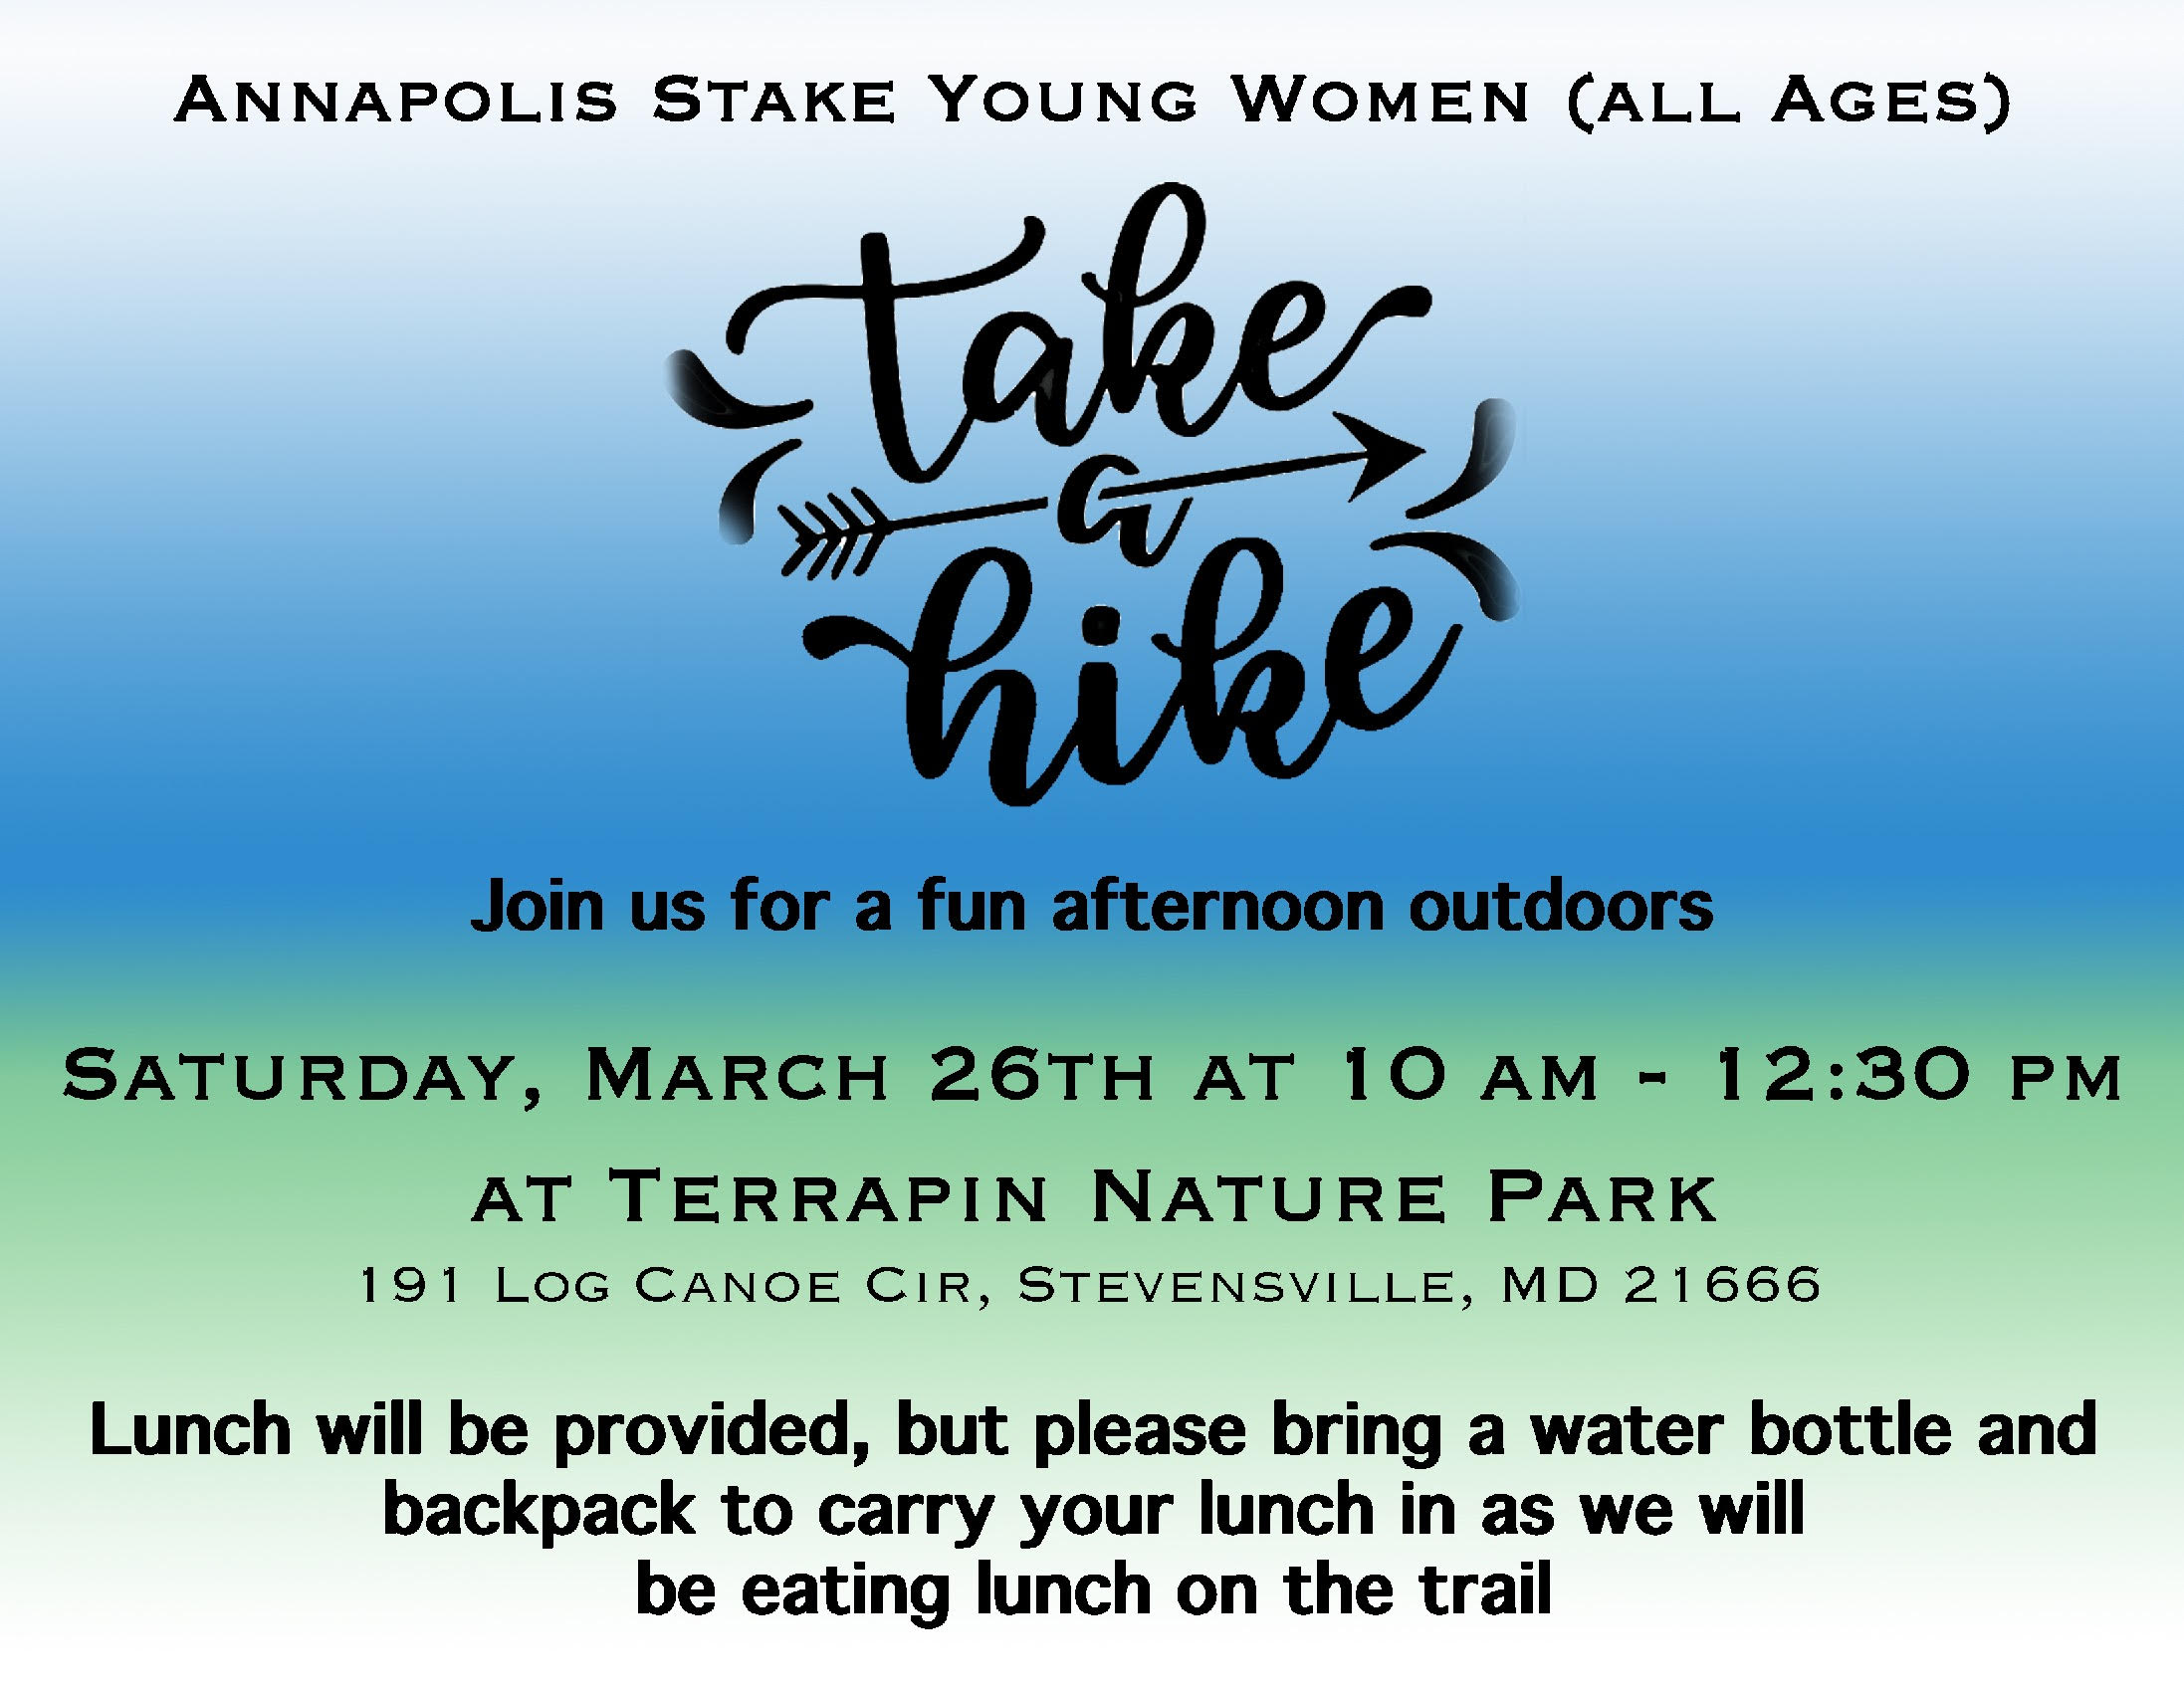 Annapolis Stake Young Women (all Ages)
take
a
hike
Join us for a fun afternoon outdoors
Saturday, March 26th at 10 am - 12:30 pm
at Terrapin Nature Park
191 Log Canoe Cir, Stevensville, MD 21666
Lunch will be provided, but please bring a water bottle and
backpack to carry your lunch in as we will
be eating lunch on the trail